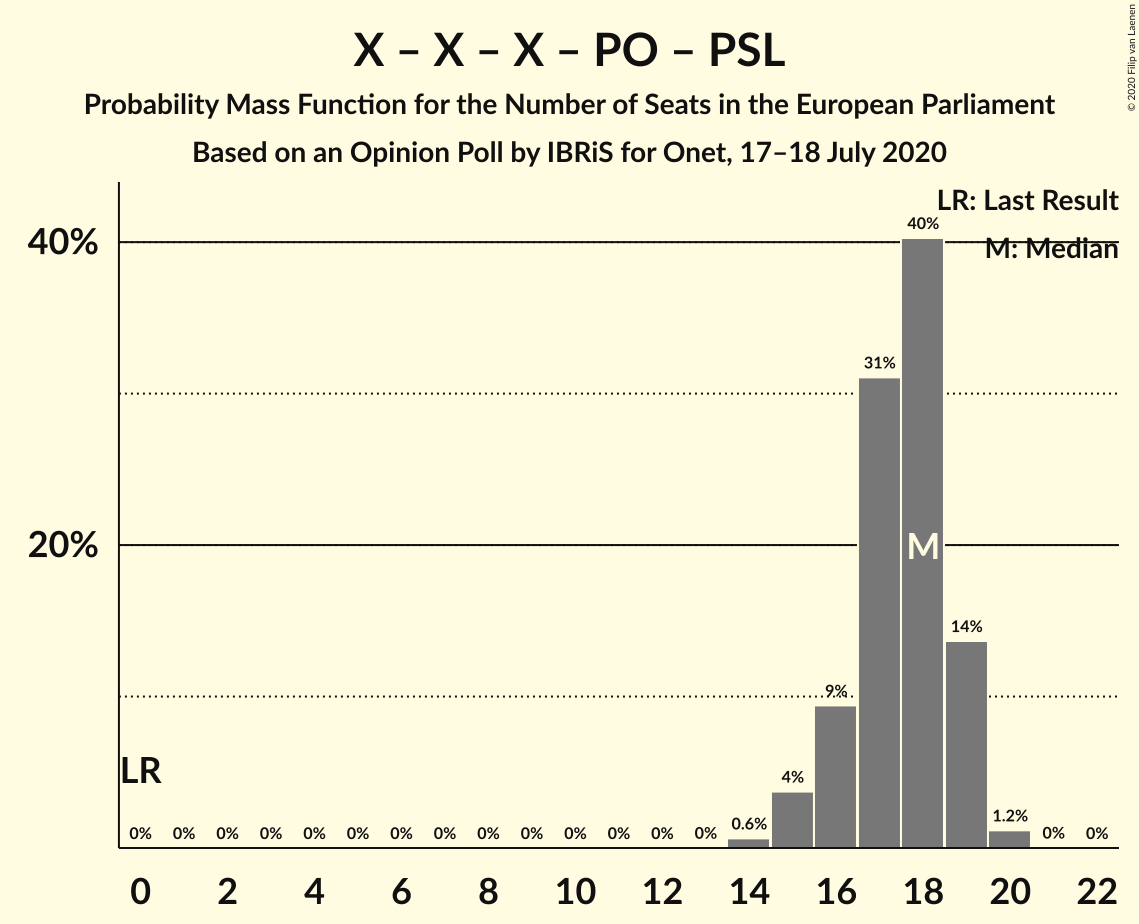 X – X – X – PO – PSL
Probability Mass Function for the Number of Seats in the European Parliament
Based on an Opinion Poll by IBRiS for Onet, 17–18 July 2020
© 2020 Filip van Laenen
LR: Last Result
M: Median
40%
20%
LR
M
0% 0% 0% 0% 0% 0% 0% 0% 0% 0% 0% 0% 0% 0% 0.6% 4% 9% 31% 40% 14% 1.2% 0% 0%
0 2 4 6 8 10 12 14 16 18 20 22